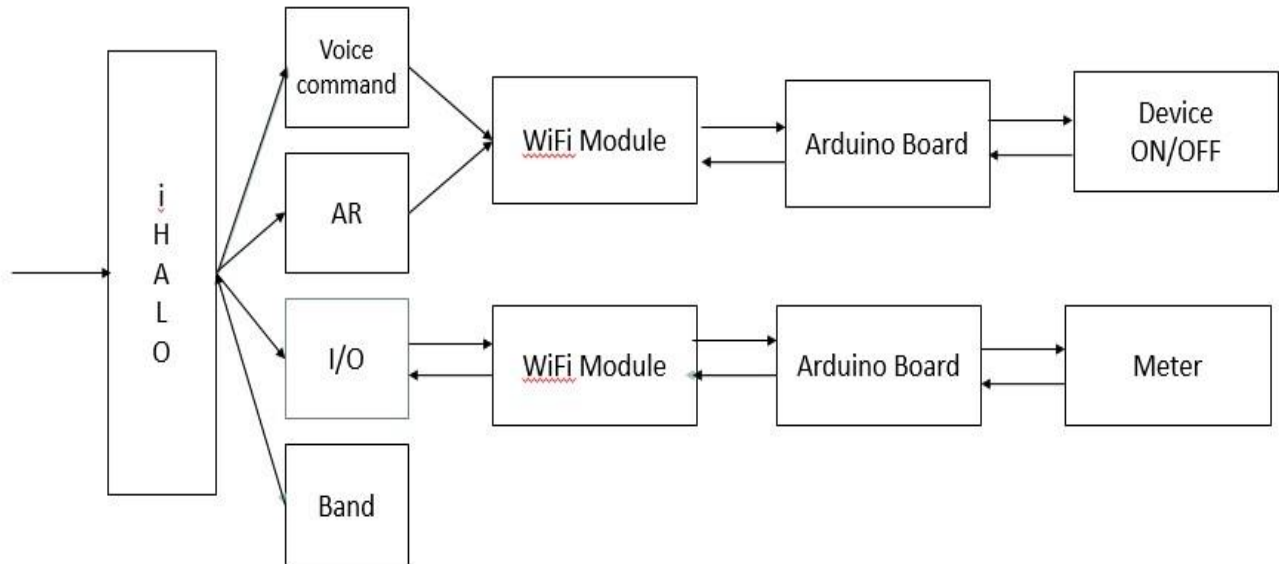 i
H
A
L
O
Voice
command
AR
I/O
Band
WiFi Module
Arduino Board
Device
ON/OFF
WiFi Module
Arduino Board
Meter